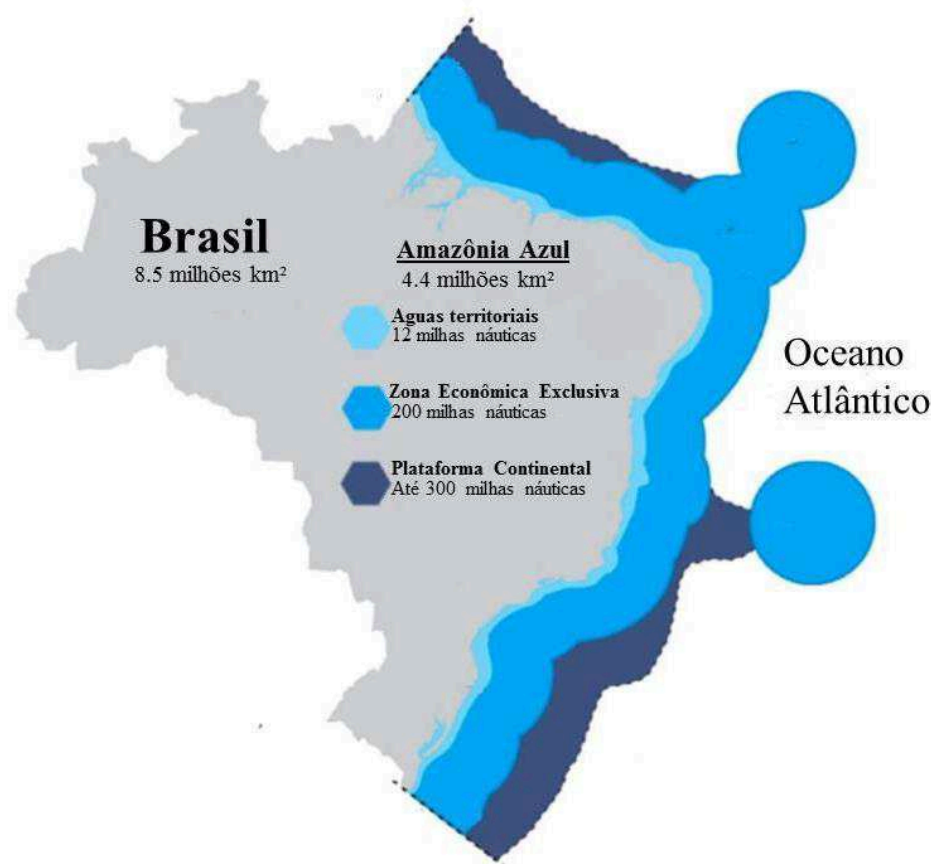 Brasil
8.5 milhões km²
Amazônia Azul
4.4 milhões km²
Aguas territoriais
12 milhas náuticas
Zona Econômica Exclusiva
200 milhas náuticas
Plataforma Continental
Até 300 milhas náuticas
Oceano
Atlântico